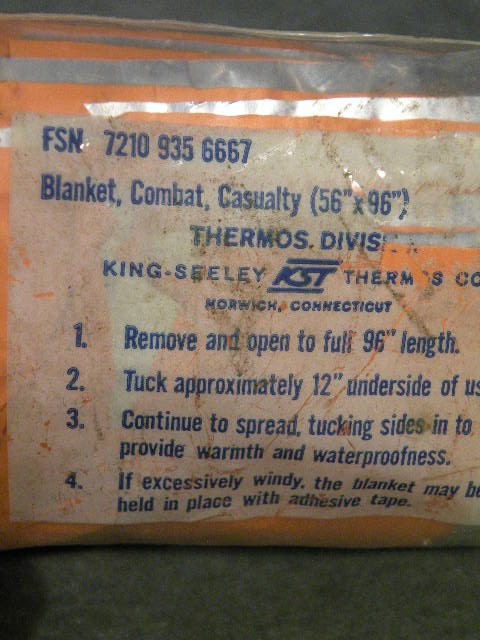 FSN 7210 935 6667
Blanket, Combat, Casualty (56"x96")
THERMOS. DIVIS
KING-SEELEY KST THERM S CO
NORWICH, CONNECTICUT
1. Remove and open to full 96" length.
2. Tuck approximately 12" underside of us
3. Continue to spread, tucking sides in to
provide warmth and waterproofness.
4. If excessively windy, the blanket may be
held in place with adhesive tape.